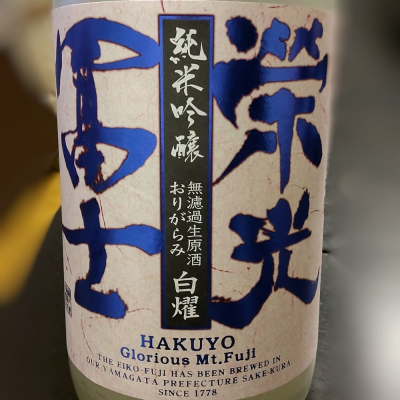 榮光
冨士
純米吟醸
無濾過生原酒
おりがらみ
白燿
HAKUYO
Glorious Mt.Fuji
THE EIKO-FUJI HAS BEEN BREWED IN
OUR YAMAGATA PREFECTURE SAKE-KURA.
SINCE 1778